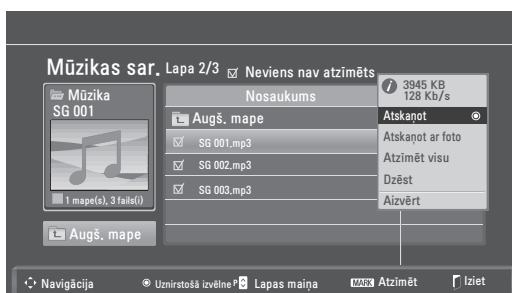 Mūzikas sar. Lapa 2/3 Neviens nav atzīmēts
Mūzika
SG 001
1 mape(s), 3 fails(i)
Augš. mape
Nosaukums
Augš. mape
SG 001.mp3
SG 002.mp3
SG 003.mp3
3945 KB
128 Kb/s
Atskaņot
Atskaņot ar foto
Atzīmēt visu
Dzēst
Aizvērt
Navigācija Uznirstošā izvēlne P Lapas maiņa MARK Atzīmēt Iziet